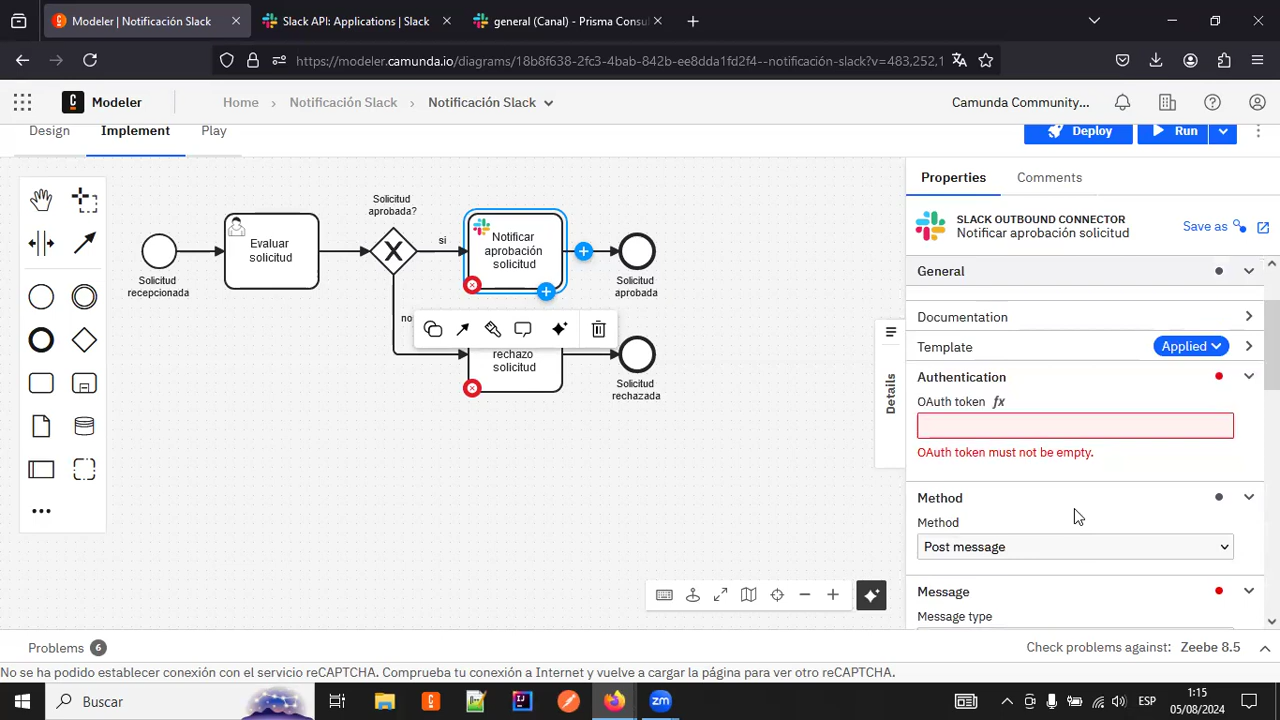 Modeler | Notificación Slack
Slack API: Applications | Slack
general (Canal) - Prisma Consul
https://modeler.camunda.io/diagrams/18b8f638-2fc3-4bab-842b-ee8dda1fd2f4--notificación-slack?v=483,252,1
Modeler
Home > Notificación Slack > Notificación Slack
Camunda Community...
Design
Implement
Play
Deploy
Run
Solicitud
recepcionada
Evaluar
solicitud
Solicitud
aprobada?
si
no
Notificar
aprobación
solicitud
Solicitud
aprobada
rechazo
solicitud
Solicitud
rechazada
Details
Properties
Comments
SLACK OUTBOUND CONNECTOR
Notificar aprobación solicitud
Save as
General
Documentation
Template
Applied
Authentication
OAuth token fx
OAuth token must not be empty.
Method
Method
Post message
Message
Message type
Problems 6
Check problems against: Zeebe 8.5
No se ha podido establecer conexión con el servicio reCAPTCHA. Comprueba tu conexión a Internet y vuelve a cargar la página para ver otro reCAPTCHA.
Buscar
zm
ESP
1:15
05/08/2024